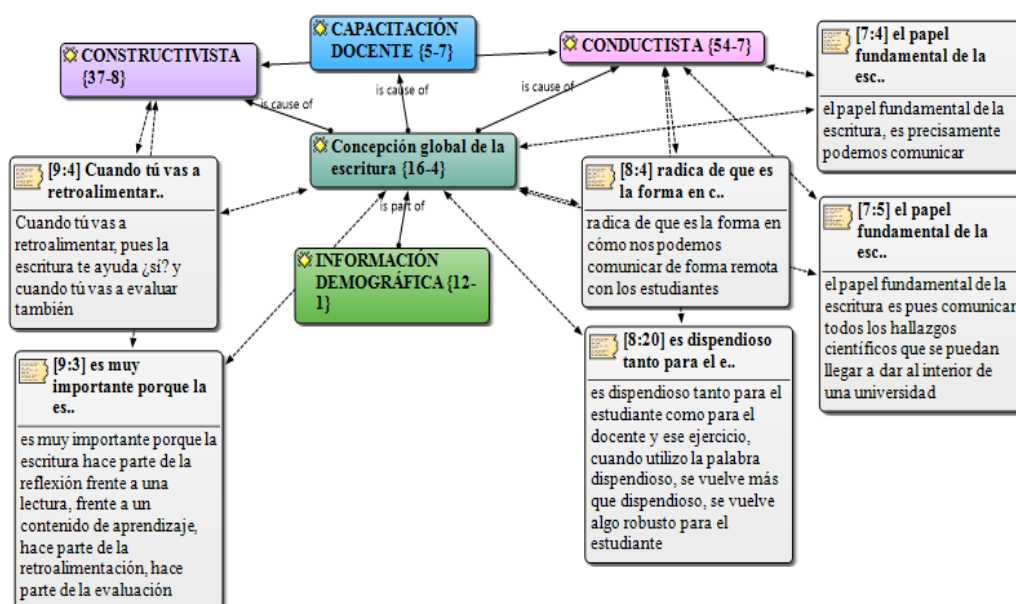 CONSTRUCTIVISTA
{37-8}
CAPACITACIÓN
DOCENTE {5-7}
CONDUCTISTA {54-7}
[7:4] el papel
fundamental de la
esc..
el papel fundamental de la
escritura, es precisamente
podemos comunicar
is cause of
is cause of
is cause of
Concepción global de la
escritura {16-4}
[9:4] Cuando tú vas a
retroalimentar..
Cuando tú vas a
retroalimentar, pues la
escritura te ayuda ¿sí? y
cuando tú vas a evaluar
también
[8:4] radica de que es
la forma en c..
radica de que es la forma en
cómo nos podemos
comunicar de forma remota
con los estudiantes
[7:5] el papel
fundamental de la
esc..
el papel fundamental de la
escritura es pues comunicar
todos los hallazgos
científicos que se puedan
llegar a dar al interior de
una universidad
is part of
INFORMACIÓN
DEMOGRÁFICA {12-
1}
[9:3] es muy
importante porque la
es..
es muy importante porque la
escritura hace parte de la
reflexión frente a una
lectura, frente a un
contenido de aprendizaje,
hace parte de la
retroalimentación, hace
parte de la evaluación
[8:20] es dispendioso
tanto para el e..
es dispendioso tanto para el
estudiante como para el
docente y ese ejercicio,
cuando utilizo la palabra
dispendioso, se vuelve más
que dispendioso, se vuelve
algo robusto para el
estudiante